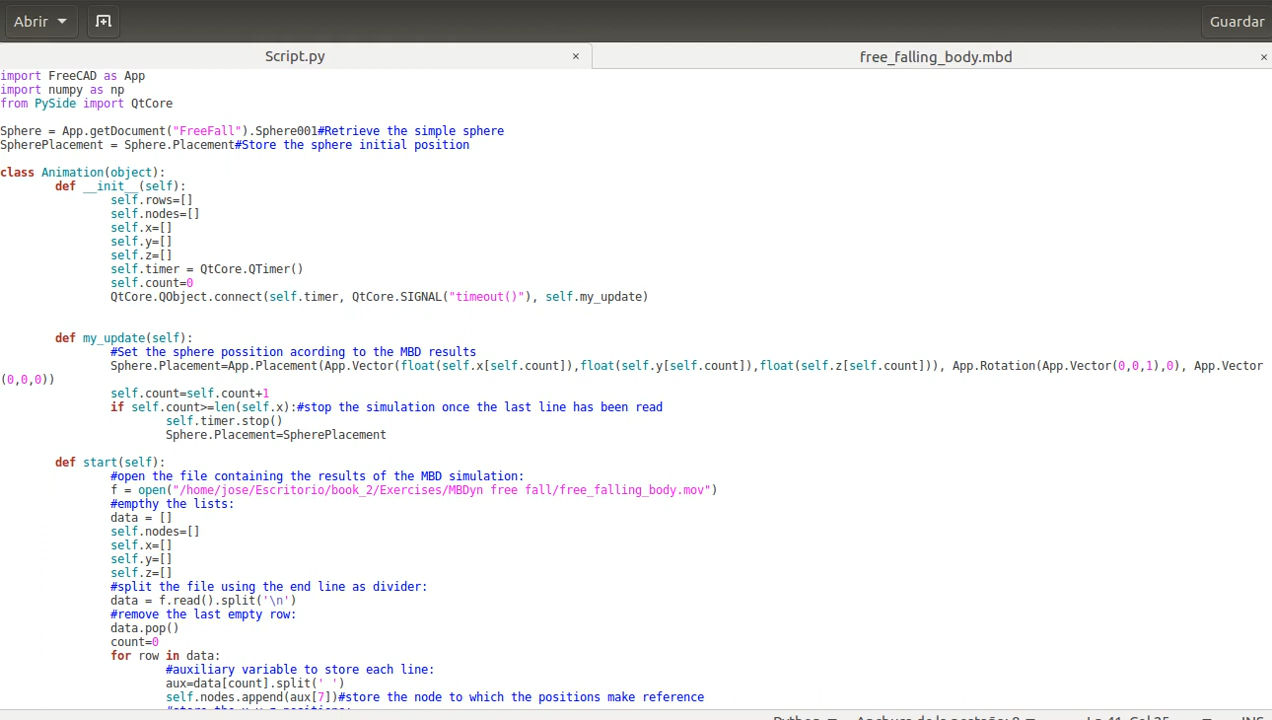 Abrir
Guardar
Script.py ×
free_falling_body.mbd ×
import FreeCAD as App
import numpy as np
from PySide import QtCore
Sphere = App.getDocument("FreeFall").Sphere001#Retrieve the simple sphere
SpherePlacement = Sphere.Placement#Store the sphere initial position
class Animation(object):
def __init__(self):
self.rows=[]
self.nodes=[]
self.x=[]
self.y=[]
self.z=[]
self.timer = QtCore.QTimer()
self.count=0
QtCore.QObject.connect(self.timer, QtCore.SIGNAL("timeout()"), self.my_update)
def my_update(self):
#Set the sphere possition acording to the MBD results
Sphere.Placement=App.Placement(App.Vector(float(self.x[self.count]),float(self.y[self.count]),float(self.z[self.count])), App.Rotation(App.Vector(0,0,1),0), App.Vector
(0,0,0))
self.count=self.count+1
if self.count>=len(self.x):#stop the simulation once the last line has been read
self.timer.stop()
Sphere.Placement=SpherePlacement
def start(self):
#open the file containing the results of the MBD simulation:
f = open("/home/jose/Escritorio/book_2/Exercises/MBDyn free fall/free_falling_body.mov")
#empthy the lists:
data = []
self.nodes=[]
self.x=[]
self.y=[]
self.z=[]
#split the file using the end line as divider:
data = f.read().split('\n')
#remove the last empty row:
data.pop()
count=0
for row in data:
#auxiliary variable to store each line:
aux=data[count].split(' ')
self.nodes.append(aux[7])#store the node to which the positions make reference